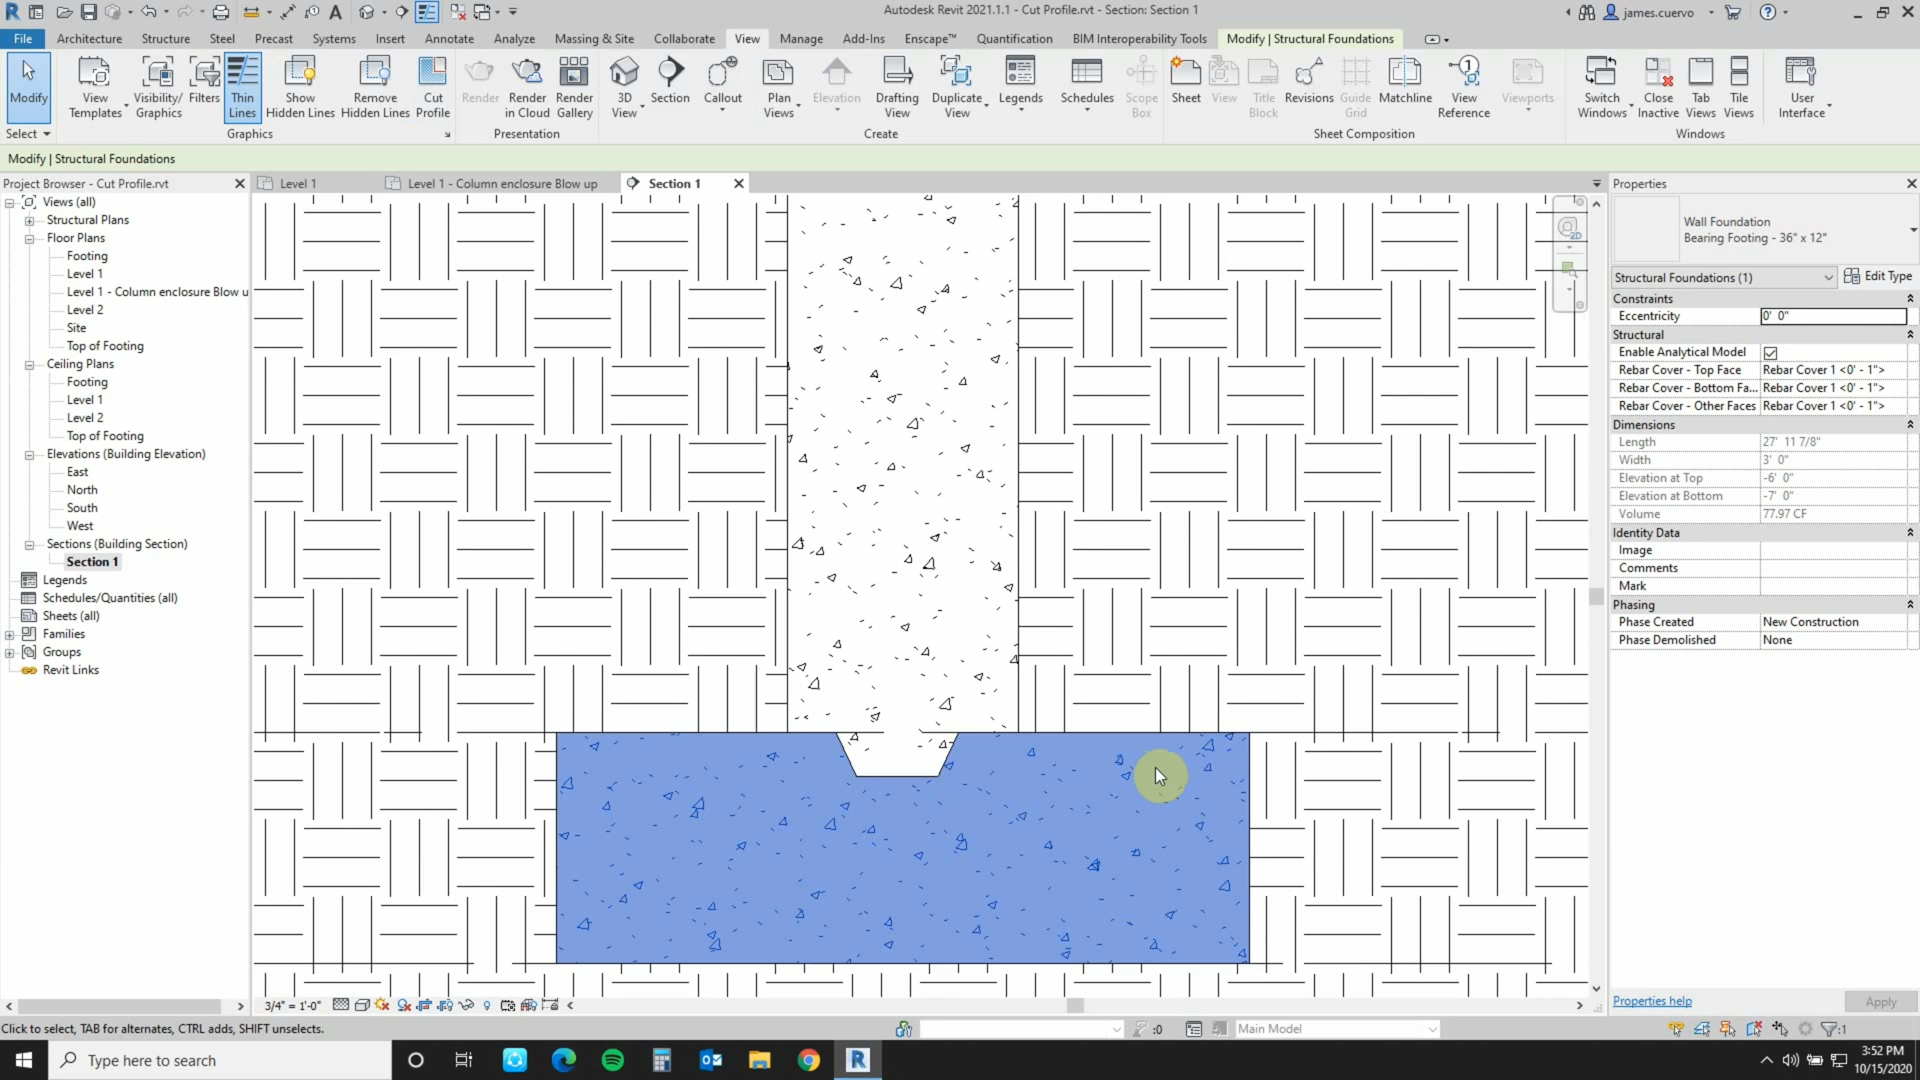 Autodesk Revit 2021.1.1 - Cut Profile.rvt - Section: Section 1
james.cuervo
File Architecture Structure Steel Precast Systems Insert Annotate Analyze Massing & Site Collaborate View Manage Add-Ins Enscape™ Quantification BIM Interoperability Tools Modify | Structural Foundations
Modify
View Templates
Visibility/ Graphics
Filters
Thin Lines
Show Hidden Lines
Remove Hidden Lines
Cut Profile
Render
Render in Cloud
Render Gallery
3D View
Section
Callout
Plan Views
Elevation
Drafting View
Duplicate View
Legends
Schedules
Scope Box
Sheet
View
Title Block
Revisions
Guide Grid
Matchline
View Reference
Viewports
Switch Windows
Close Inactive
Tab Views
Tile Views
User Interface
Select Graphics Presentation Create Sheet Composition Windows
Modify | Structural Foundations
Project Browser - Cut Profile.rvt
Views (all)
Structural Plans
Floor Plans
Footing
Level 1
Level 1 - Column enclosure Blow u
Level 2
Site
Top of Footing
Ceiling Plans
Footing
Level 1
Level 2
Top of Footing
Elevations (Building Elevation)
East
North
South
West
Sections (Building Section)
Section 1
Legends
Schedules/Quantities (all)
Sheets (all)
Families
Groups
Revit Links
Level 1
Level 1 - Column enclosure Blow up
Section 1
2D
Properties
Wall Foundation
Bearing Footing - 36" x 12"
Structural Foundations (1) Edit Type
Constraints
Eccentricity 0' 0"
Structural
Enable Analytical Model
Rebar Cover - Top Face Rebar Cover 1 <0' - 1">
Rebar Cover - Bottom Fa... Rebar Cover 1 <0' - 1">
Rebar Cover - Other Faces Rebar Cover 1 <0' - 1">
Dimensions
Length 27' 11 7/8"
Width 3' 0"
Elevation at Top -6' 0"
Elevation at Bottom -7' 0"
Volume 77.97 CF
Identity Data
Image
Comments
Mark
Phasing
Phase Created New Construction
Phase Demolished None
Properties help Apply
3/4" = 1'-0"
Click to select, TAB for alternates, CTRL adds, SHIFT unselects.
:0
Main Model
:1
Type here to search
3:52 PM
10/15/2020